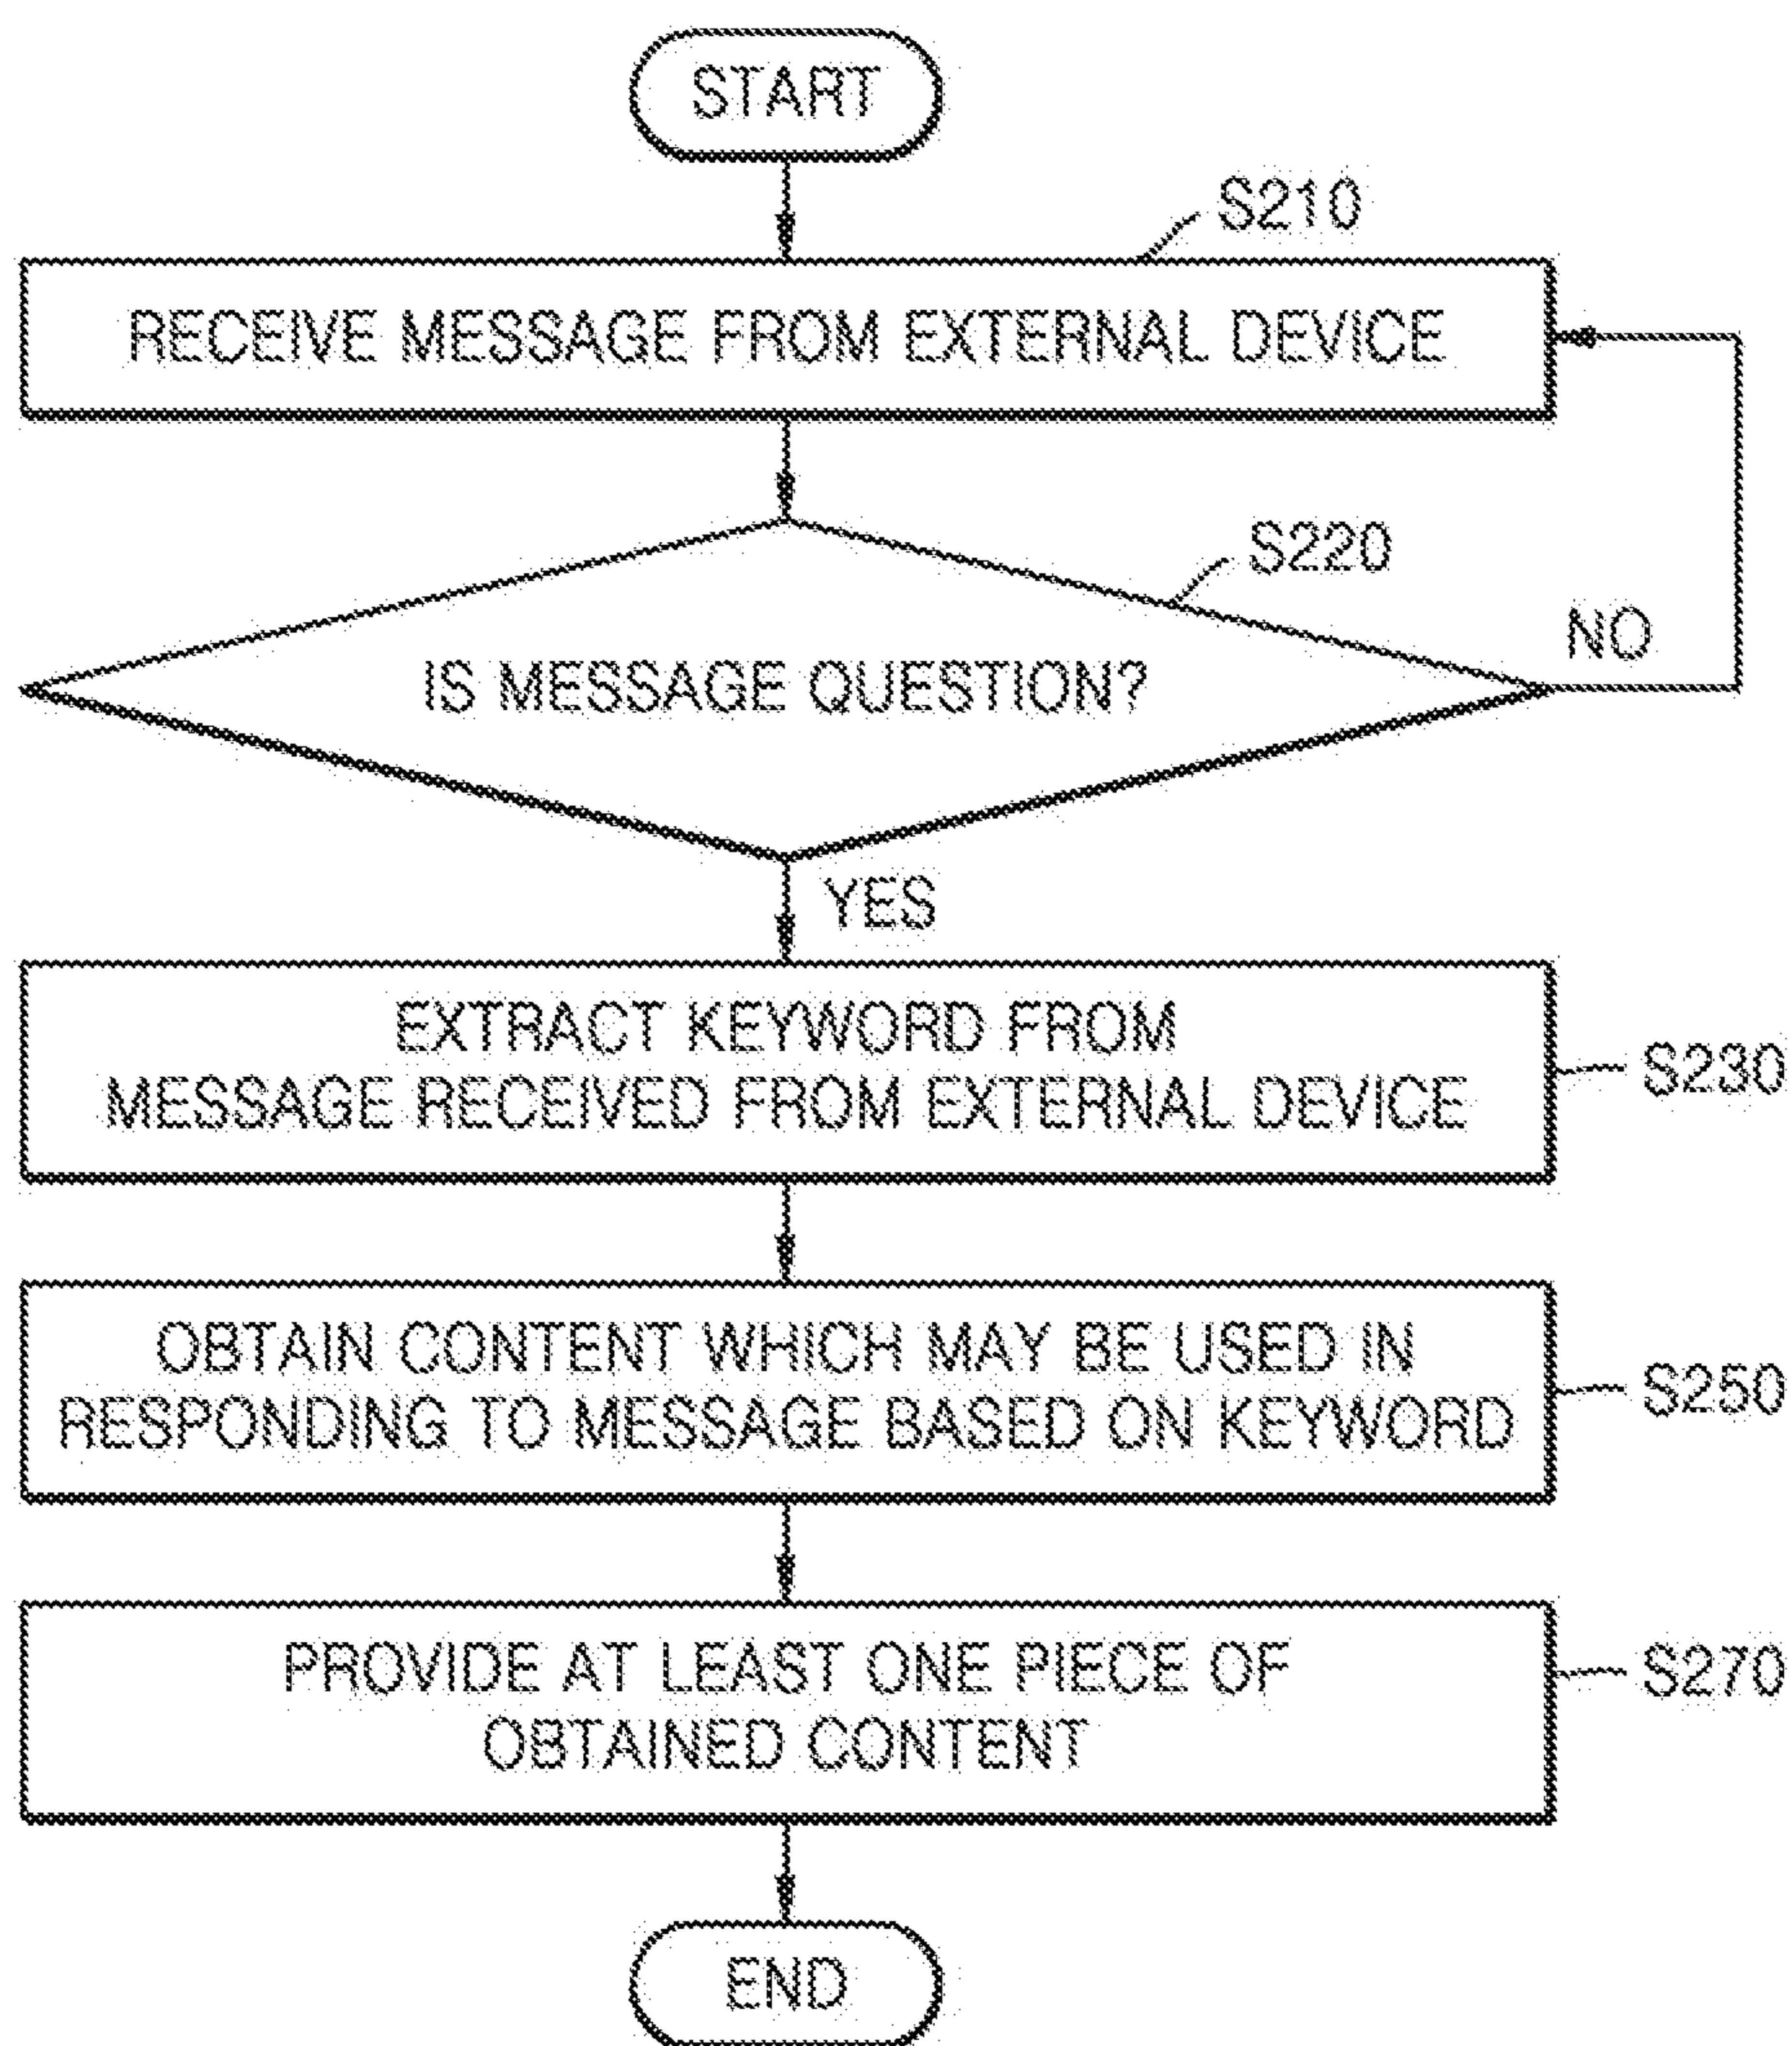 START
S210
RECEIVE MESSAGE FROM EXTERNAL DEVICE
S220
NO
IS MESSAGE QUESTION?
YES
EXTRACT KEYWORD FROM
MESSAGE RECEIVED FROM EXTERNAL DEVICE
S230
OBTAIN CONTENT WHICH MAY BE USED IN
RESPONDING TO MESSAGE BASED ON KEYWORD
S250
PROVIDE AT LEAST ONE PIECE OF
OBTAINED CONTENT
S270
END